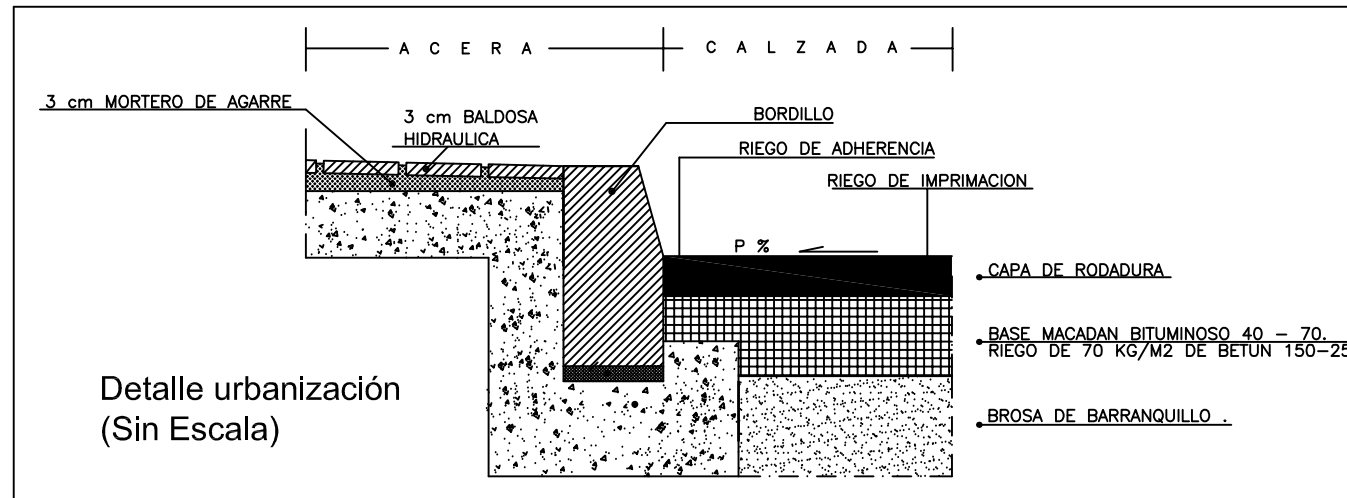 A C E R A
C A L Z A D A
3 cm MORTERO DE AGARRE
3 cm BALDOSA
HIDRAULICA
BORDILLO
RIEGO DE ADHERENCIA
RIEGO DE IMPRIMACION
P %
CAPA DE RODADURA
BASE MACADAN BITUMINOSO 40 - 70.
RIEGO DE 70 KG/M2 DE BETUN 150-25
BROSA DE BARRANQUILLO .
Detalle urbanización
(Sin Escala)